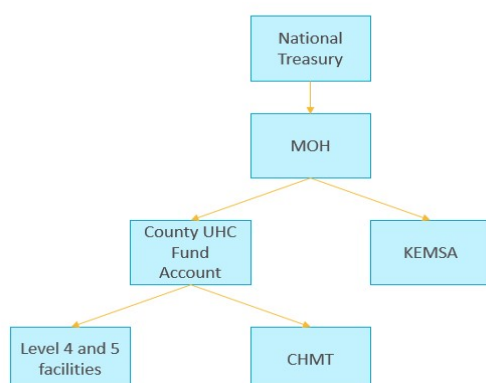 National
Treasury
MOH
County UHC
Fund
Account
KEMSA
Level 4 and 5
facilities
CHMT